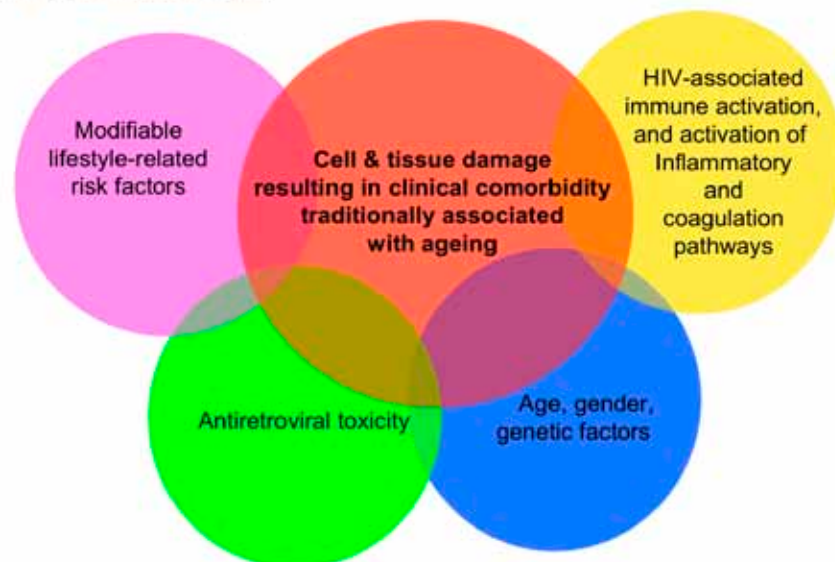 Modifiable
lifestyle-related
risk factors
Cell & tissue damage
resulting in clinical comorbidity
traditionally associated
with ageing
HIV-associated
immune activation,
and activation of
Inflammatory
and
coagulation
pathways
Antiretroviral toxicity
Age, gender,
genetic factors